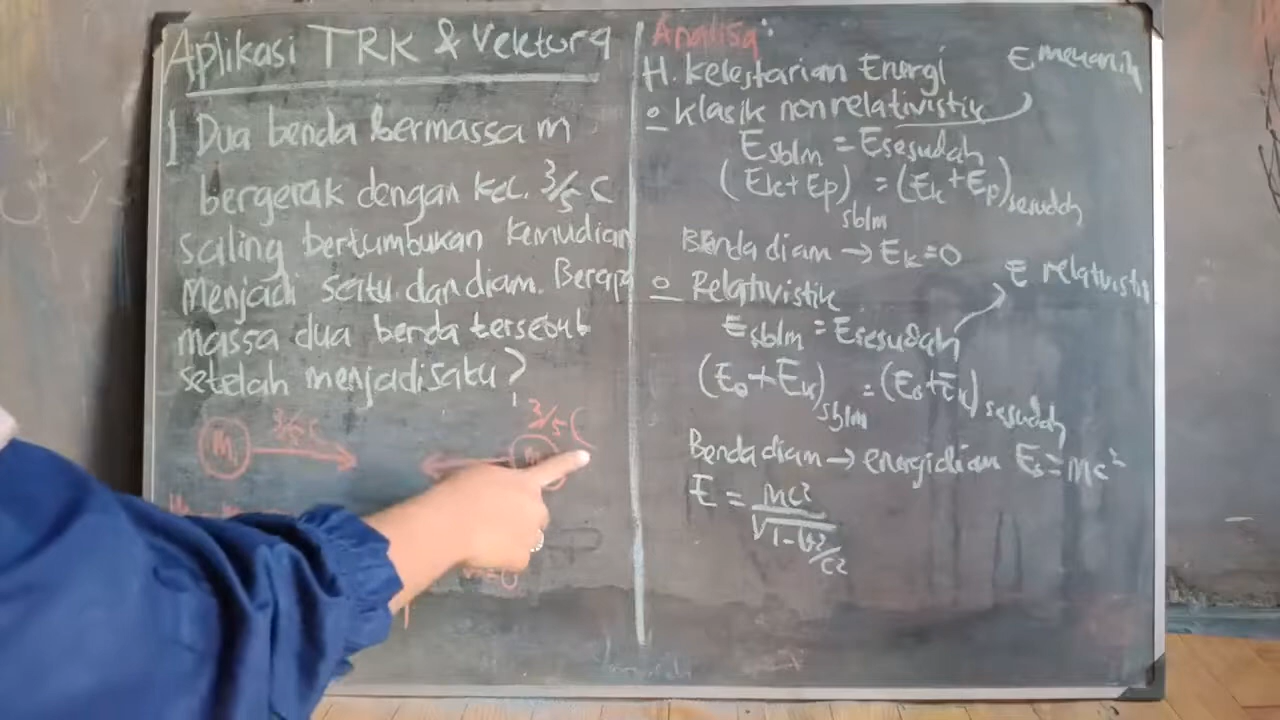 Aplikasi TRK & Vektor 4
1 Dua benda bermassa m
bergerak dengan kec. 3/5 C
saling bertumbukan kemudian
menjadi satu dan diam. Berapa
massa dua benda tersebut
setelah menjadi satu?
m₁ 3/5 C
3/5 C
Analisa:
H. Kelestarian Energi
E mekanik
o Klasik nonrelativistik
Esblm = Esesudah
(Ek + Ep)sblm = (Ek + Ep)sesudah
Benda diam → Ek = 0
E relativistik
o Relativistik
Esblm = Esesudah
(E₀ + Ek)sblm = (E₀ + Ek)sesudah
Benda diam → energi diam E₀ = mc²
E = mc²/√1-v²/c²